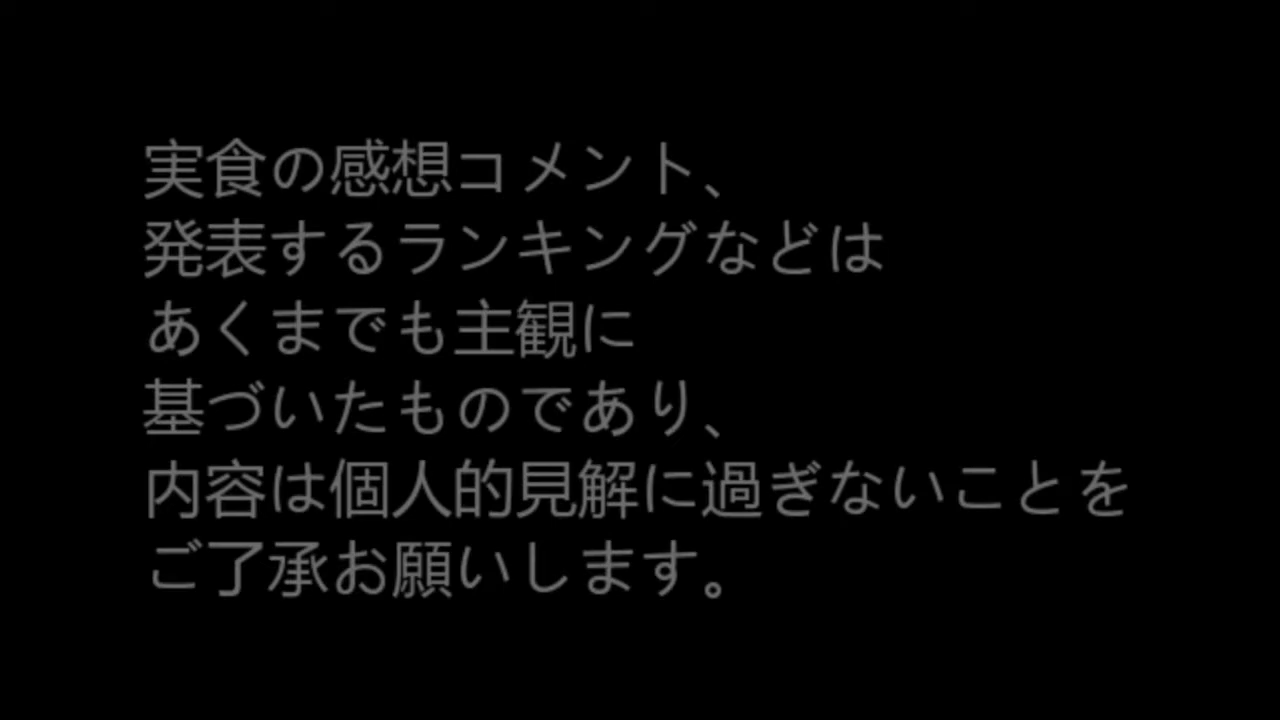 実食の感想コメント、
発表するランキングなどは
あくまでも主観に
基づいたものであり、
内容は個人的見解に過ぎないことを
ご了承お願いします。